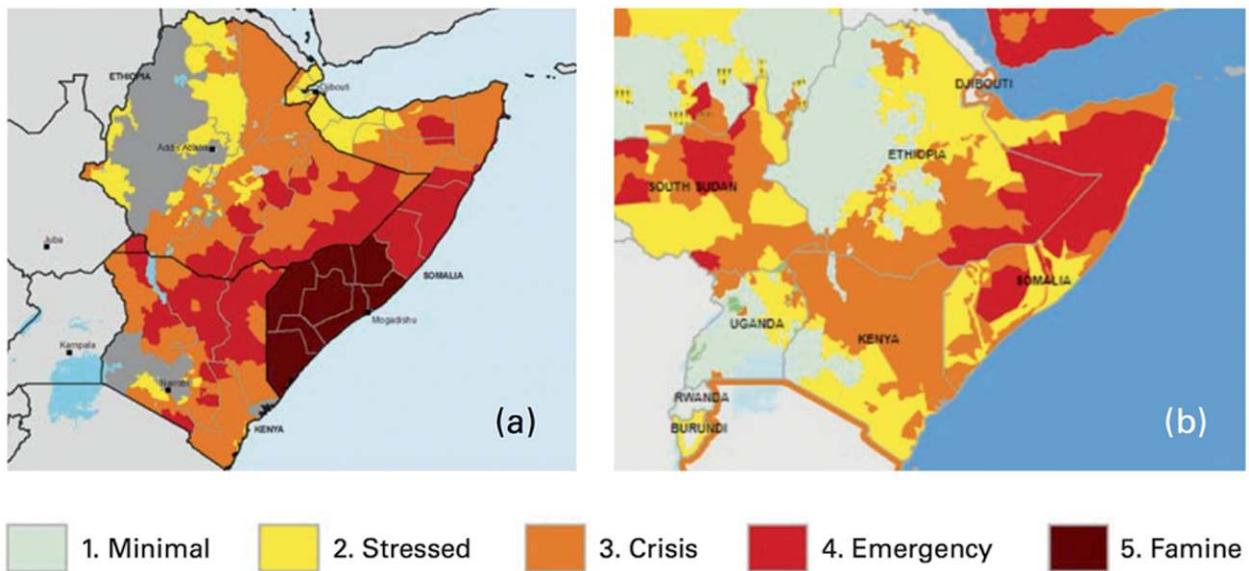 ETHIOPIA
Djibouti
Addis Ababa
Juba
SOMALIA
Mogadishu
Kampala
Nairobi
KENYA
(a)
DJIBOUTI
ETHIOPIA
SOUTH SUDAN
SOMALIA
UGANDA
KENYA
RWANDA
BURUNDI
(b)
1. Minimal
2. Stressed
3. Crisis
4. Emergency
5. Famine